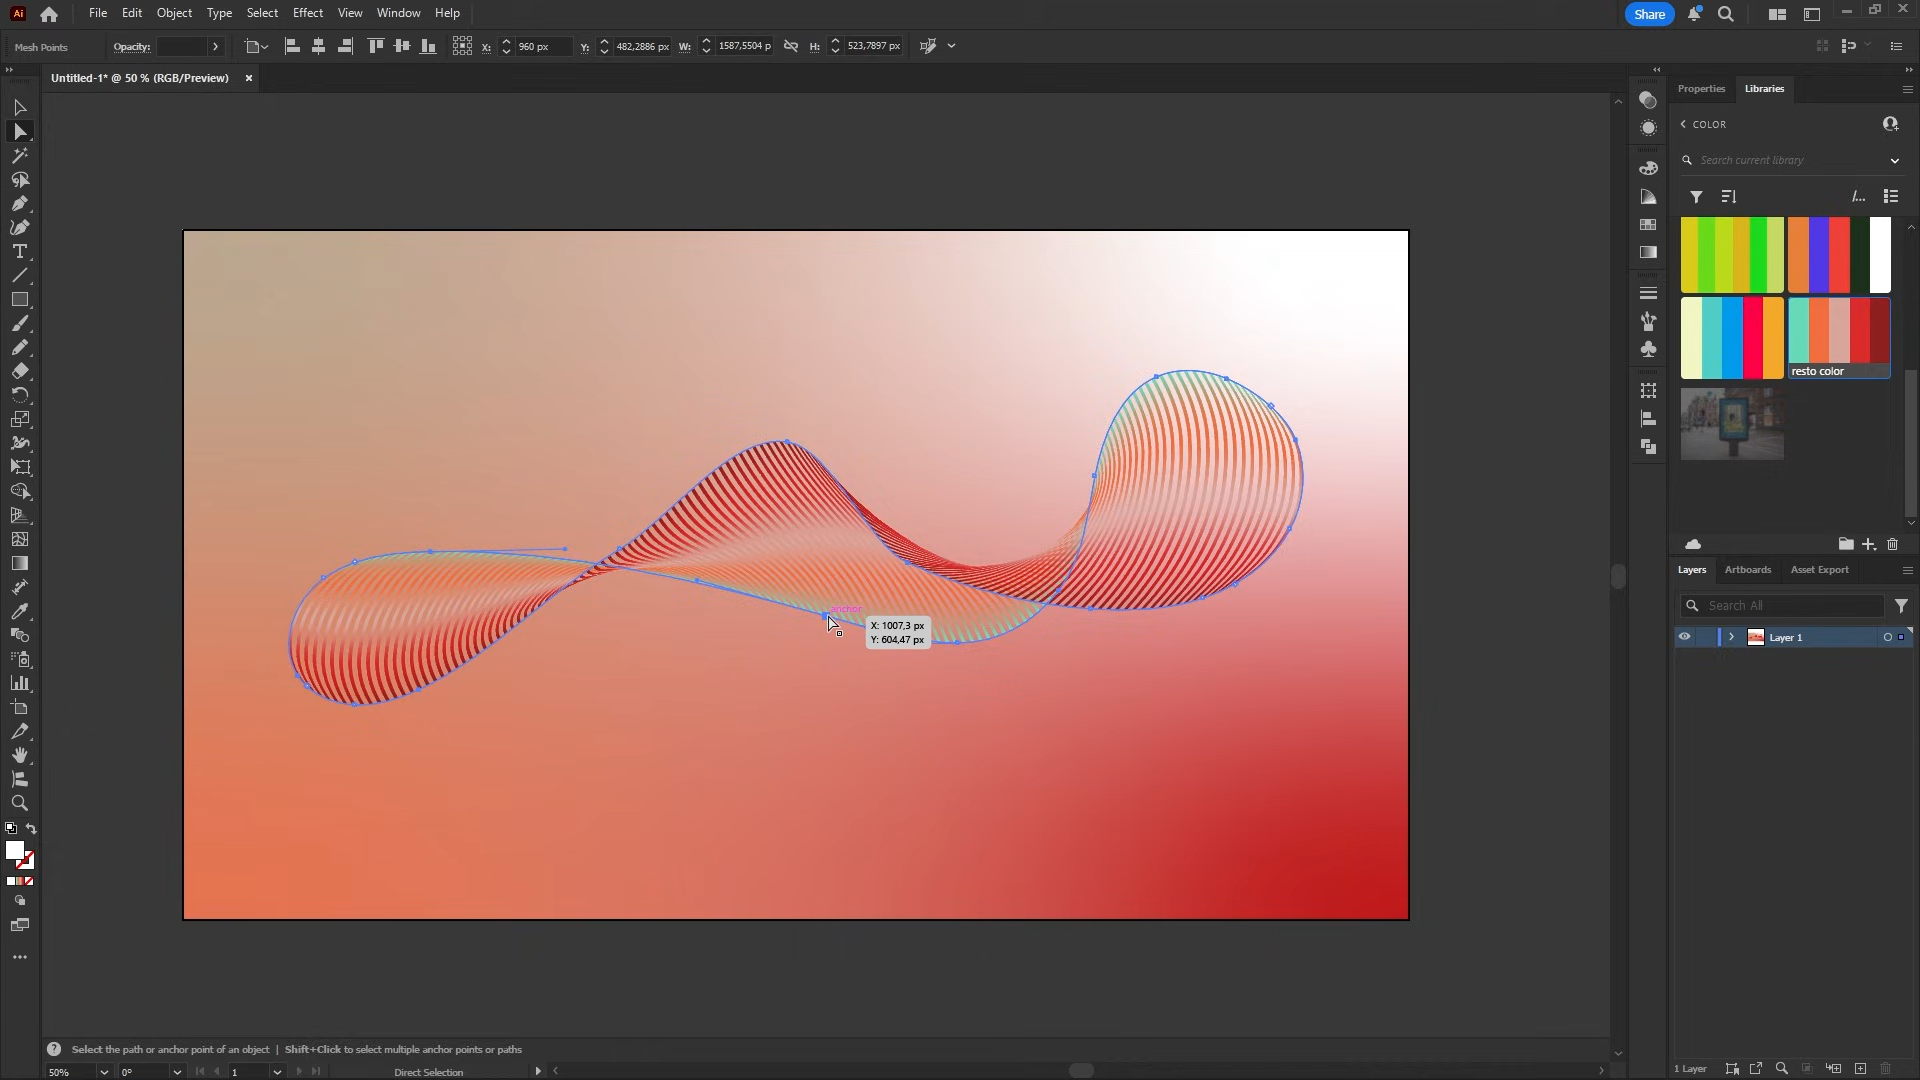 Ai File Edit Object Type Select Effect View Window Help Share
Mesh Points Opacity: X: 960 px Y: 482,2886 px W: 1587,5504 p H: 523,7897 px
Untitled-1* @ 50 % (RGB/Preview) ×
Properties Libraries
COLOR
Search current library
resto color
anchor
X: 1007,3 px
Y: 604,47 px
Layers Artboards Asset Export
Search All
Layer 1
Select the path or anchor point of an object | Shift+Click to select multiple anchor points or paths
50% 0° 1 Direct Selection
1 Layer